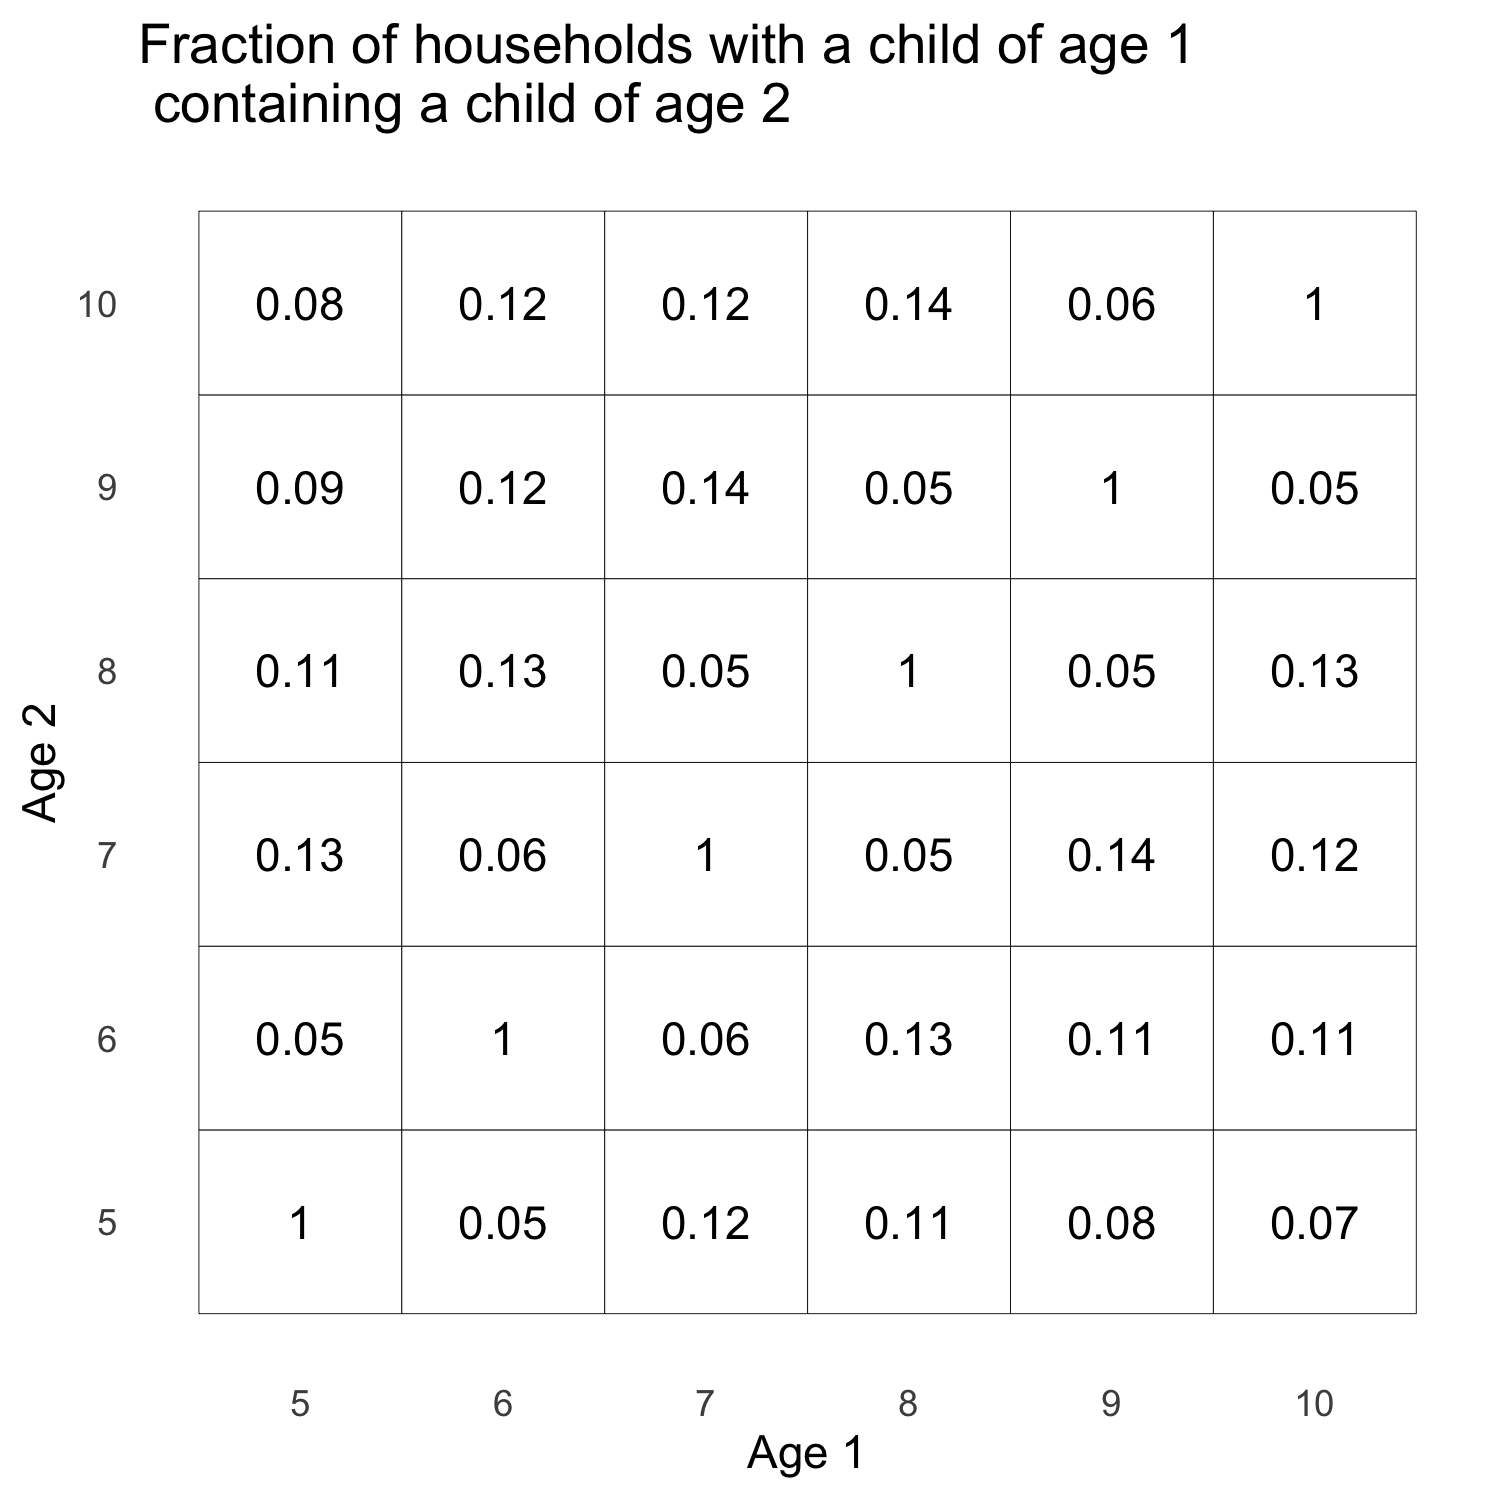 Fraction of households with a child of age 1
containing a child of age 2
10 0.08 0.12 0.12 0.14 0.06 1
9 0.09 0.12 0.14 0.05 1 0.05
8 0.11 0.13 0.05 1 0.05 0.13
7 0.13 0.06 1 0.05 0.14 0.12
6 0.05 1 0.06 0.13 0.11 0.11
5 1 0.05 0.12 0.11 0.08 0.07
Age 2
5 6 7 8 9 10
Age 1